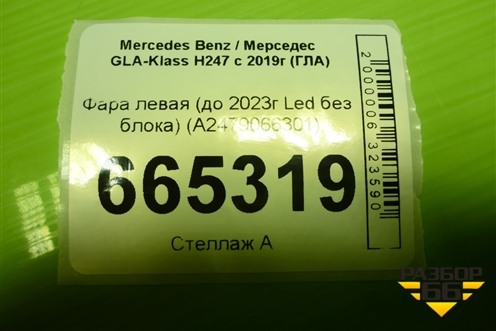 Mercedes Benz / Мерседес
GLA-Klass H247 с 2019г (ГЛА)
Фара левая (до 2023г Led без
блока) (A2479066301)
665319
Стеллаж А
2000006323590
РАЗБОР
66